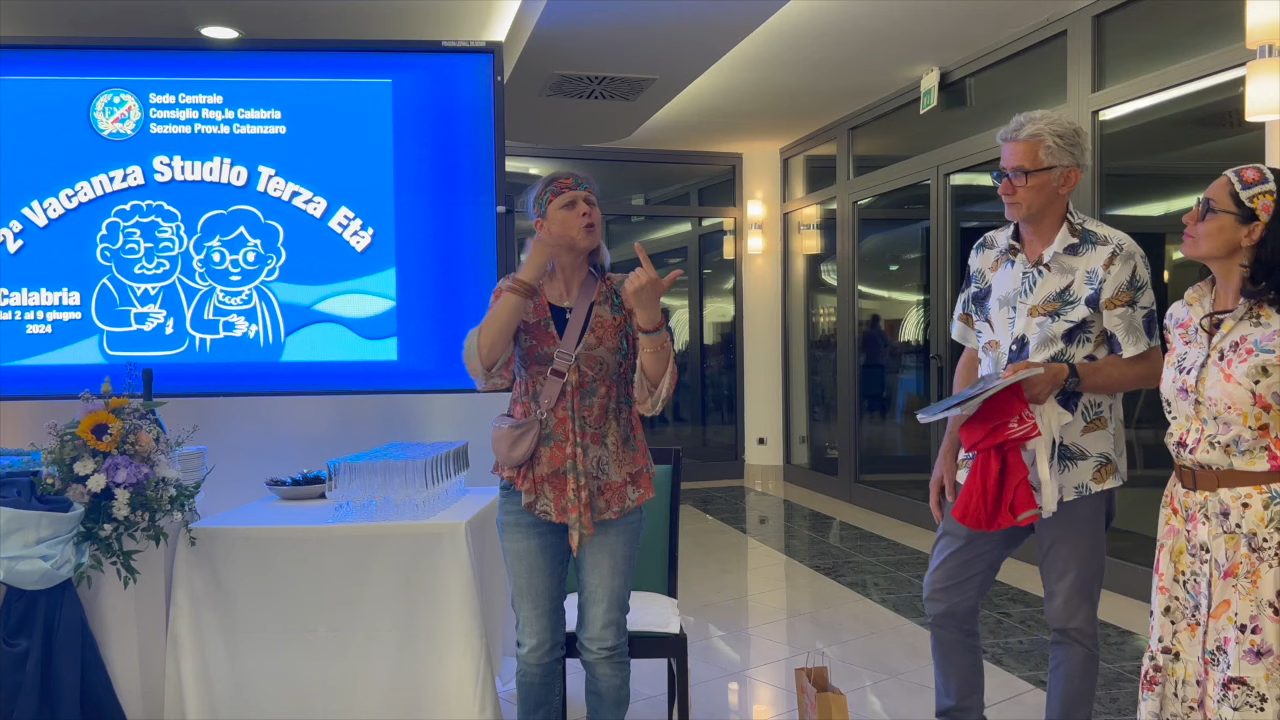 Sede Centrale
Consiglio Reg.le Calabria
Sezione Prov.le Catanzaro
2ª Vacanza Studio Terza Età
Calabria
dal 2 al 9 giugno
2024